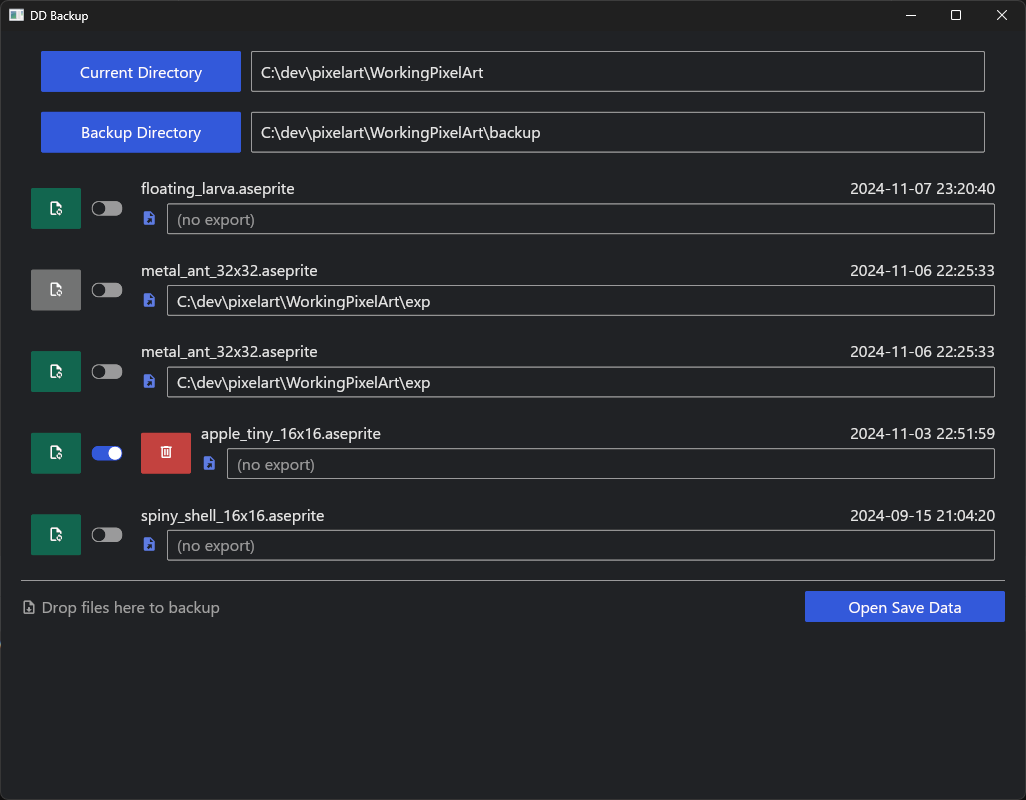 DD Backup
Current Directory
C:\dev\pixelart\WorkingPixelArt
Backup Directory
C:\dev\pixelart\WorkingPixelArt\backup
floating_larva.aseprite 2024-11-07 23:20:40
(no export)
metal_ant_32x32.aseprite 2024-11-06 22:25:33
C:\dev\pixelart\WorkingPixelArt\exp
metal_ant_32x32.aseprite 2024-11-06 22:25:33
C:\dev\pixelart\WorkingPixelArt\exp
apple_tiny_16x16.aseprite 2024-11-03 22:51:59
(no export)
spiny_shell_16x16.aseprite 2024-09-15 21:04:20
(no export)
Drop files here to backup
Open Save Data